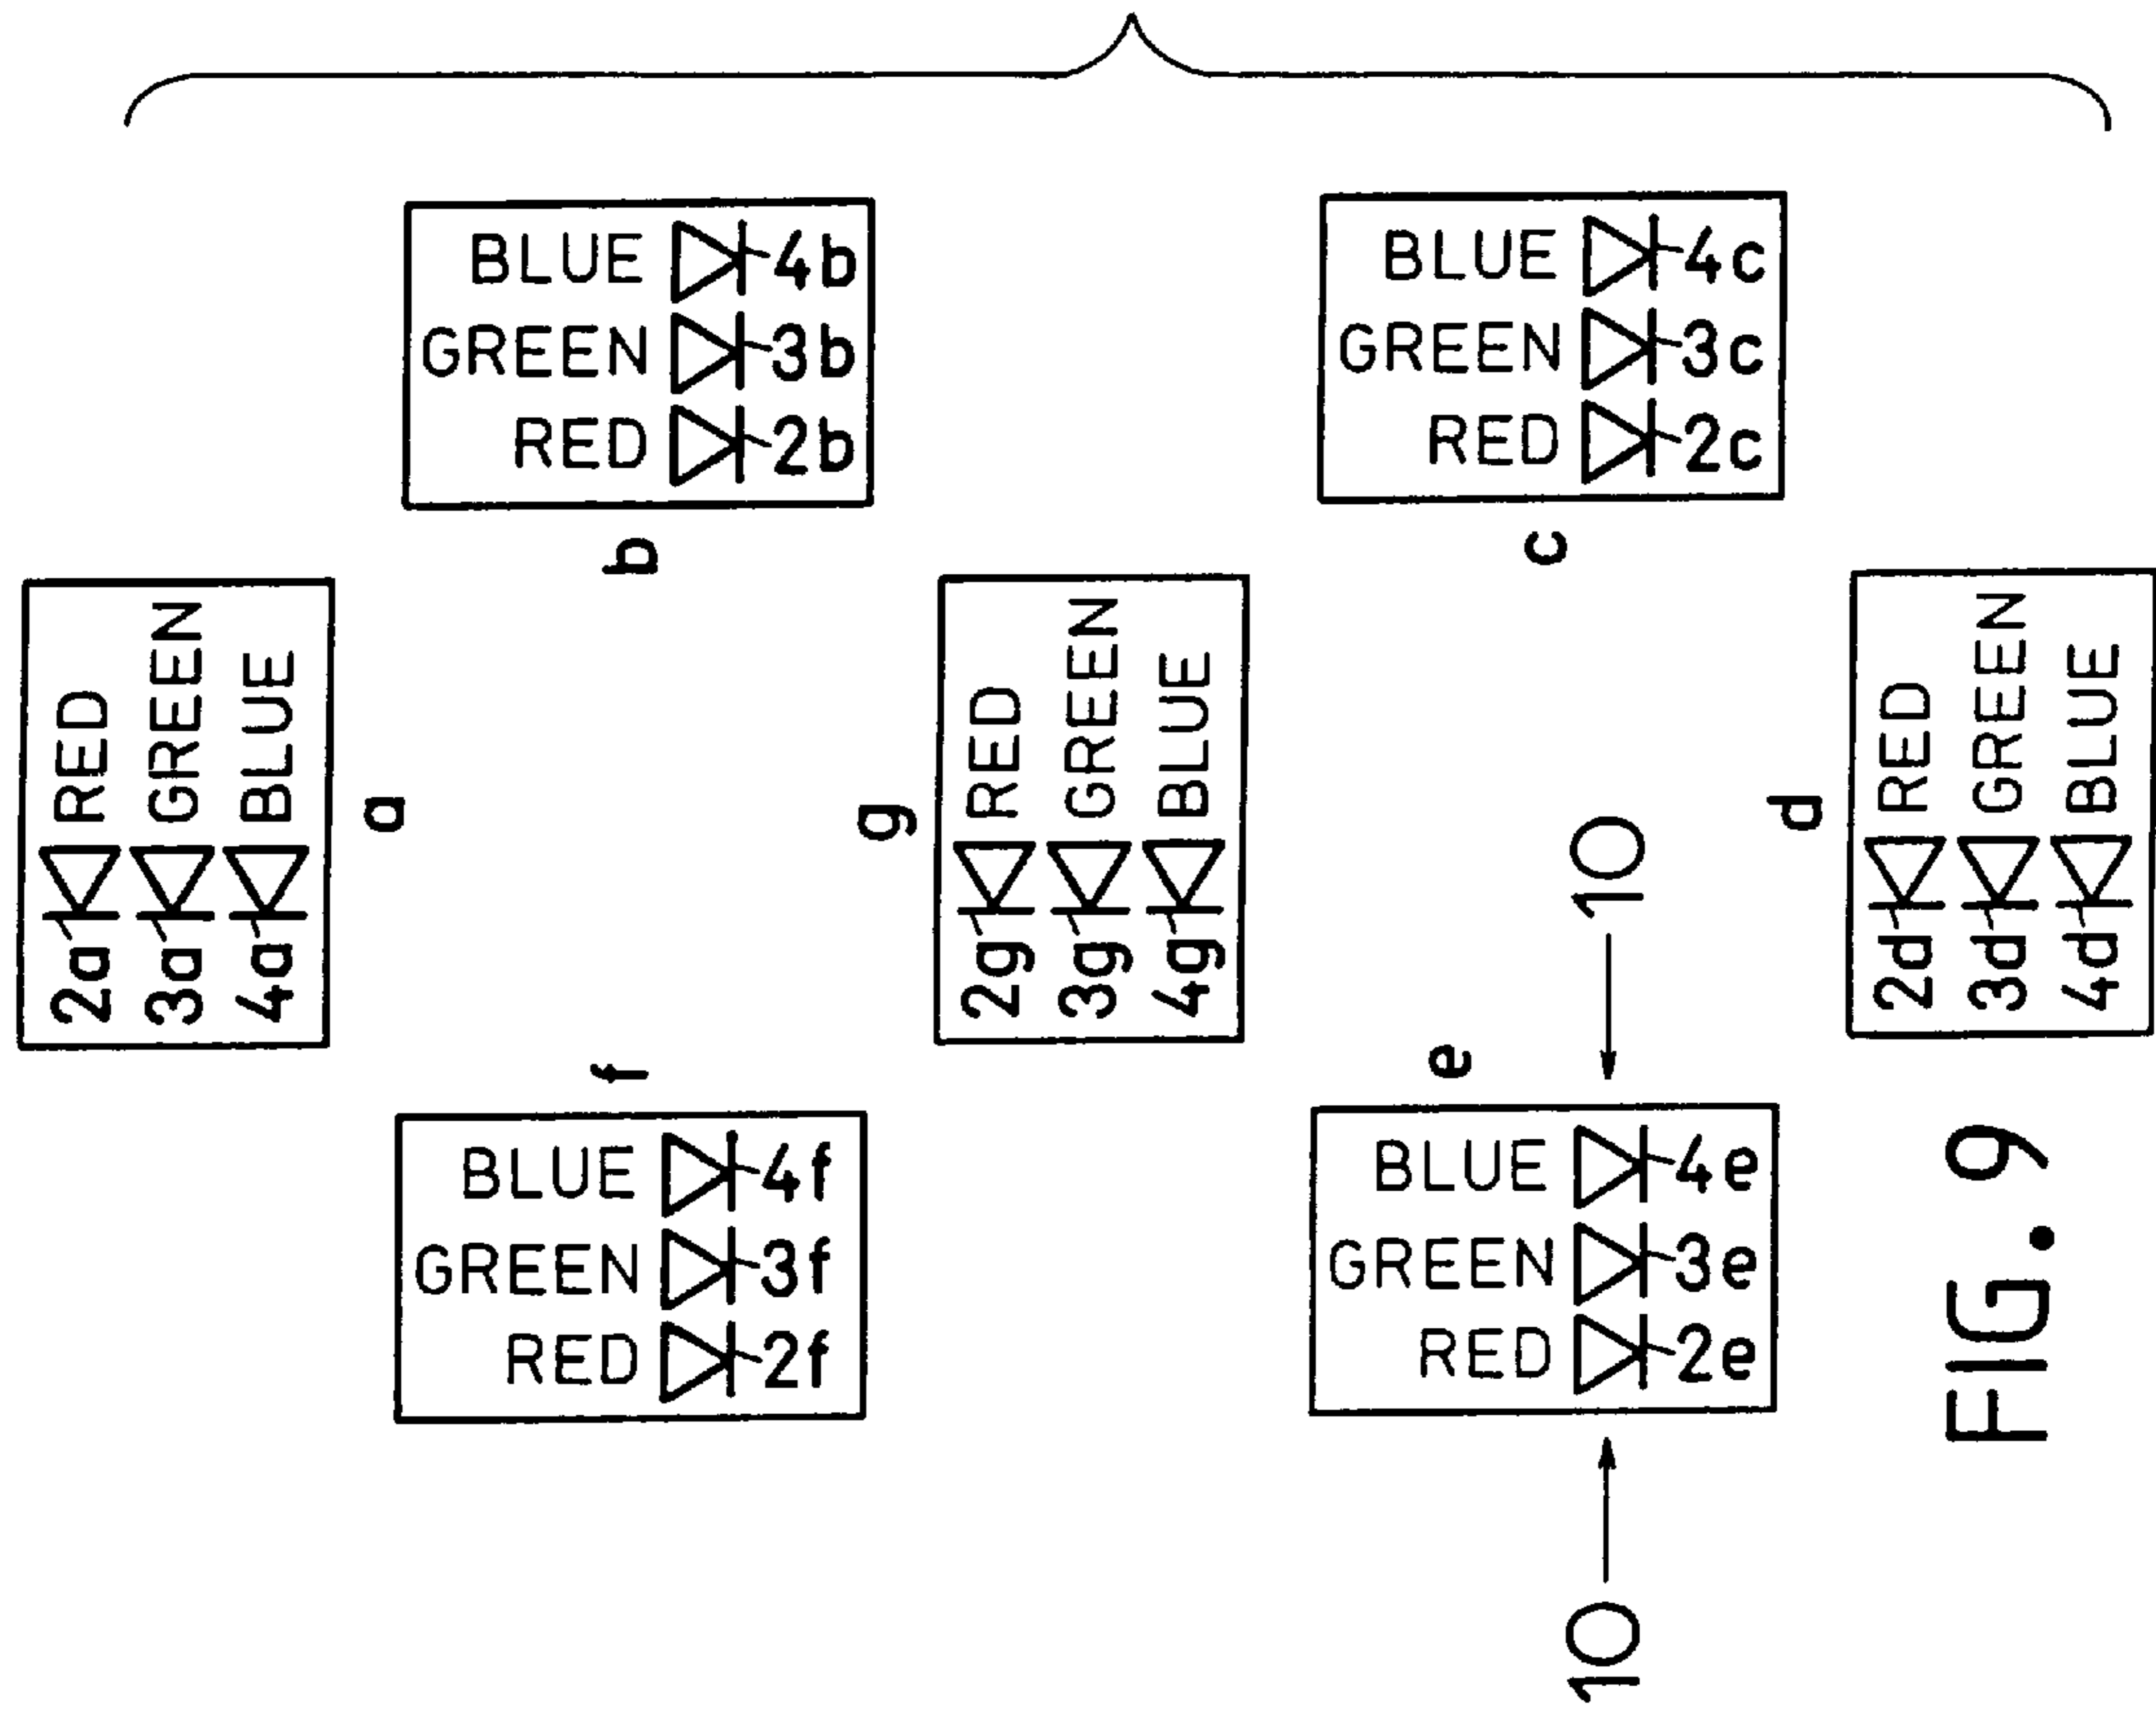 2a RED
3a GREEN
4a BLUE
a
BLUE 4b
GREEN 3b
RED 2b
b
f
BLUE 4f
GREEN 3f
RED 2f
g
2g RED
3g GREEN
4g BLUE
c
BLUE 4c
GREEN 3c
RED 2c
e
BLUE 4e
GREEN 3e
RED 2e
10
10
d
2d RED
3d GREEN
4d BLUE
FIG. 9